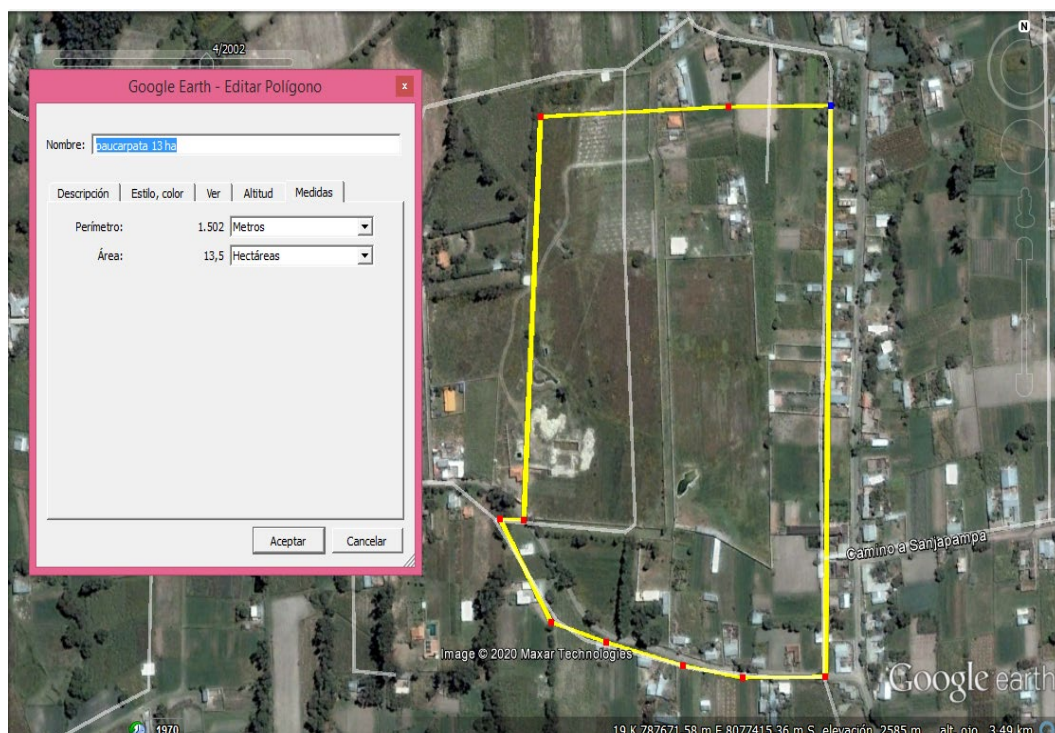 N
4/2002
Google Earth - Editar Polígono
x
Nombre: paucarpata 13 ha
Descripción Estilo, color Ver Altitud Medidas
Perímetro: 1.502 Metros
Área: 13,5 Hectáreas
Aceptar Cancelar
Camino a Sanjapampa
Image © 2020 Maxar Technologies
Google earth
1970
19 K 787671.58 m E 8077415.36 m S elevación 2585 m alt. ojo 3.49 km